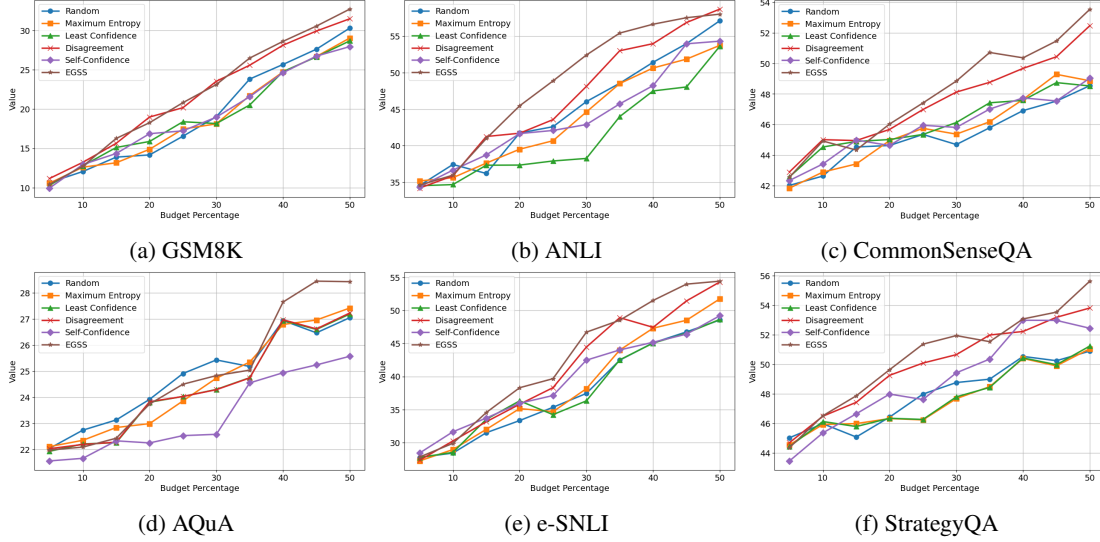 Random
Maximum Entropy
Least Confidence
Disagreement
Self-Confidence
EGSS
30
25
20
15
10
Value
10 20 30 40 50
Budget Percentage
(a) GSM8K
Random
Maximum Entropy
Least Confidence
Disagreement
Self-Confidence
EGSS
55
50
45
40
35
Value
10 20 30 40 50
Budget Percentage
(b) ANLI
Random
Maximum Entropy
Least Confidence
Disagreement
Self-Confidence
EGSS
54
52
50
48
46
44
42
Value
10 20 30 40 50
Budget Percentage
(c) CommonSenseQA
Random
Maximum Entropy
Least Confidence
Disagreement
Self-Confidence
EGSS
28
27
26
25
24
23
22
Value
10 20 30 40 50
Budget Percentage
(d) AQuA
Random
Maximum Entropy
Least Confidence
Disagreement
Self-Confidence
EGSS
55
50
45
40
35
30
Value
10 20 30 40 50
Budget Percentage
(e) e-SNLI
Random
Maximum Entropy
Least Confidence
Disagreement
Self-Confidence
EGSS
56
54
52
50
48
46
44
Value
10 20 30 40 50
Budget Percentage
(f) StrategyQA